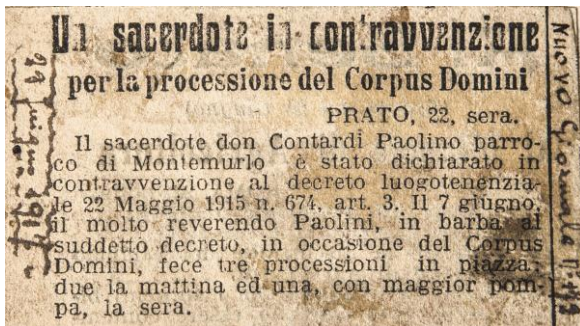 Un sacerdote in contravvenzione
per la processione del Corpus Domini
PRATO, 22, sera.
Il sacerdote don Contardi Paolino parro-
co di Montemurlo è stato dichiarato in
contravvenzione al decreto luogotenenzia-
le 22 Maggio 1915 n. 674, art. 3. Il 7 giugno,
il molto reverendo Paolini, in barba al
suddetto decreto, in occasione del Corpus
Domini, fece tre processioni in piazza:
due la mattina ed una, con maggior pom-
pa, la sera.
Nuovo Giornale
giugno 1917